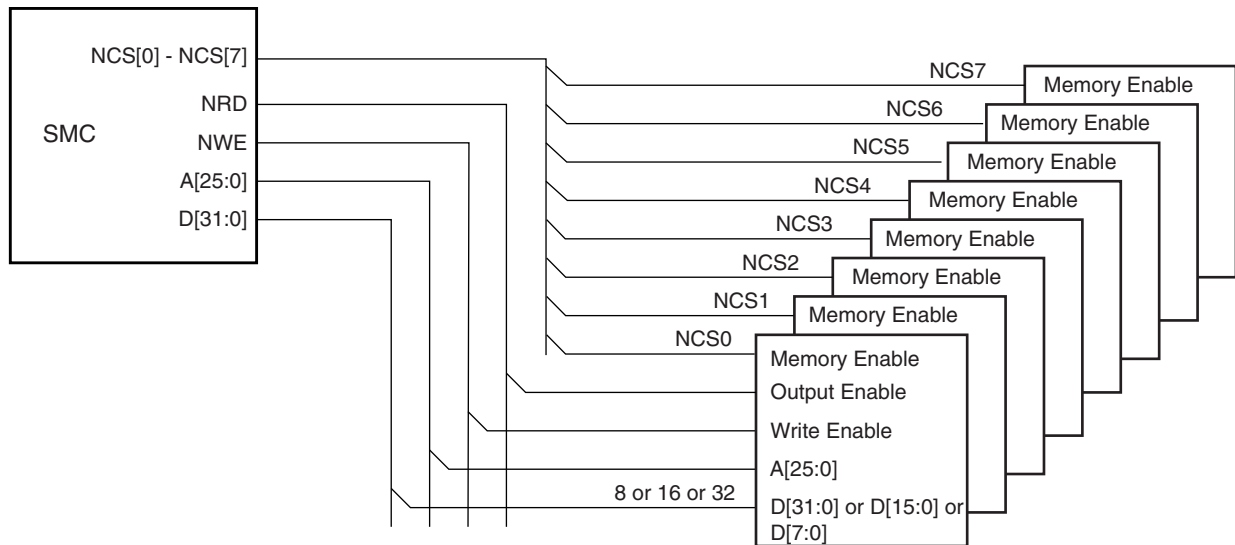 NCS[0] - NCS[7]
NRD
SMC
NWE
A[25:0]
D[31:0]
NCS7
Memory Enable
NCS6
Memory Enable
NCS5
Memory Enable
NCS4
Memory Enable
NCS3
Memory Enable
NCS2
Memory Enable
NCS1
Memory Enable
NCS0
Memory Enable
Output Enable
Write Enable
A[25:0]
8 or 16 or 32
D[31:0] or D[15:0] or
D[7:0]